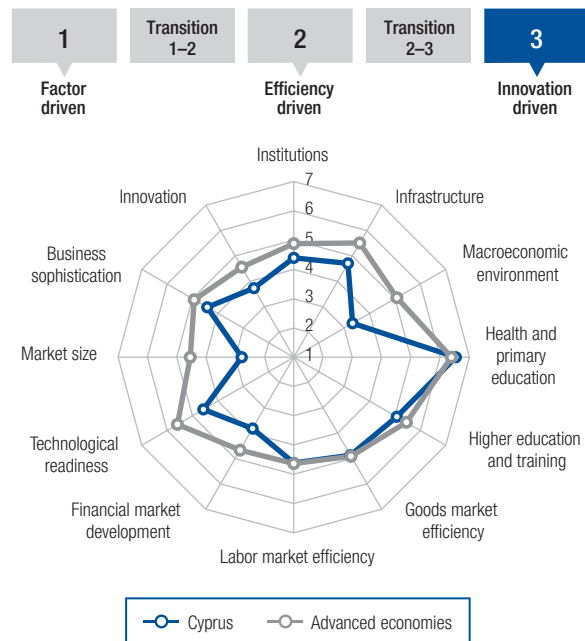 1
Transition
1–2
2
Transition
2–3
3
Factor
driven
Efficiency
driven
Innovation
driven
Institutions
7
Innovation
Infrastructure
6
5
Business
sophistication
Macroeconomic
environment
4
3
2
Market size
1
Health and
primary
education
Technological
readiness
Higher education
and training
Financial market
development
Goods market
efficiency
Labor market efficiency
Cyprus
Advanced economies